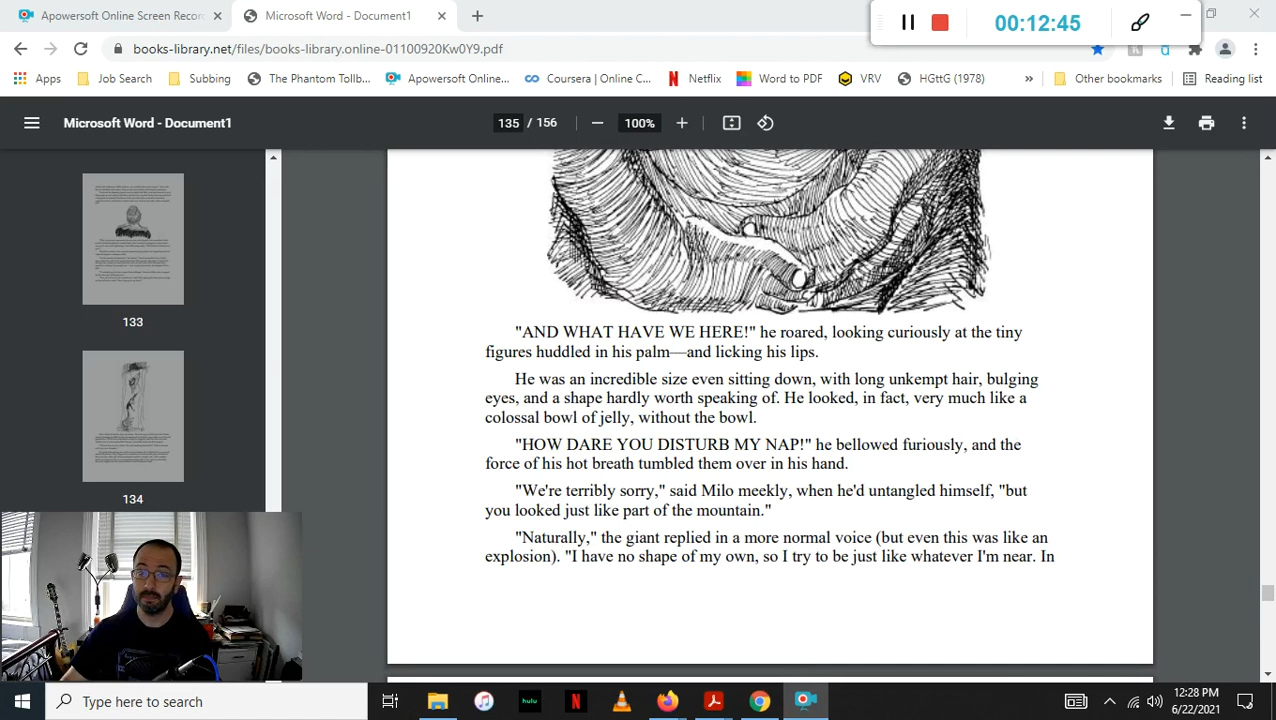 Apowersoft Online Screen Recor
Microsoft Word - Document1
00:12:45
books-library.net/files/books-library.online-01100920Kw0Y9.pdf
Apps
Job Search
Subbing
The Phantom Tollb...
Apowersoft Online...
Coursera | Online C...
Netflix
Word to PDF
VRV
HGttG (1978)
»
Other bookmarks
Reading list
Microsoft Word - Document1
135 / 156
100%
133
134
"AND WHAT HAVE WE HERE!" he roared, looking curiously at the tiny
figures huddled in his palm—and licking his lips.
He was an incredible size even sitting down, with long unkempt hair, bulging
eyes, and a shape hardly worth speaking of. He looked, in fact, very much like a
colossal bowl of jelly, without the bowl.
"HOW DARE YOU DISTURB MY NAP!" he bellowed furiously, and the
force of his hot breath tumbled them over in his hand.
"We're terribly sorry," said Milo meekly, when he'd untangled himself, "but
you looked just like part of the mountain."
"Naturally," the giant replied in a more normal voice (but even this was like an
explosion). "I have no shape of my own, so I try to be just like whatever I'm near. In
Type here to search
hulu
12:28 PM
6/22/2021